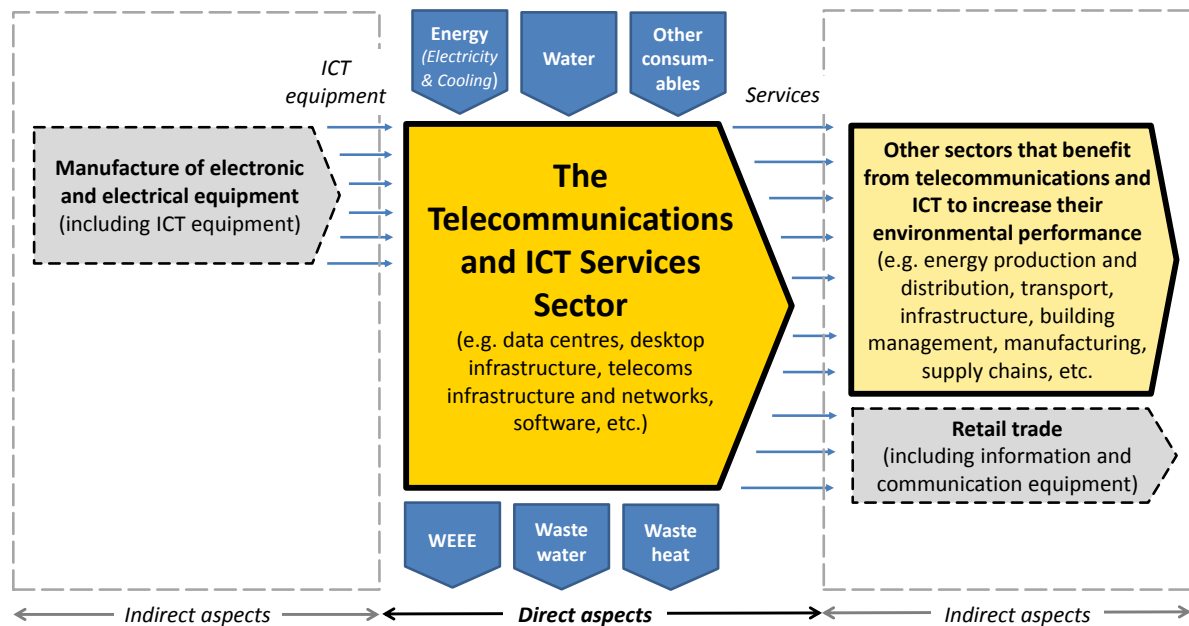 Energy
(Electricity
& Cooling)
Water
Other
consum-
ables
ICT
equipment
Services
Manufacture of electronic
and electrical equipment
(including ICT equipment)
The
Telecommunications
and ICT Services
Sector
(e.g. data centres, desktop
infrastructure, telecoms
infrastructure and networks,
software, etc.)
Other sectors that benefit
from telecommunications and
ICT to increase their
environmental performance
(e.g. energy production and
distribution, transport,
infrastructure, building
management, manufacturing,
supply chains, etc.
Retail trade
(including information and
communication equipment)
WEEE
Waste
water
Waste
heat
Indirect aspects
Direct aspects
Indirect aspects